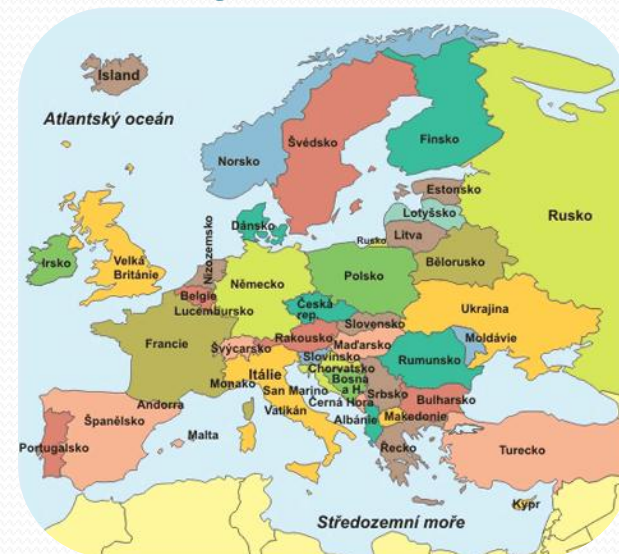 Island
Atlantský oceán
Norsko
Švédsko
Finsko
Estonsko
Lotyšsko
Litva
Rusko
Rusko
Dánsko
Irsko
Velká
Británie
Nizozemsko
Belgie
Lucembursko
Německo
Polsko
Bělorusko
Ukrajina
Moldávie
Česká
rep.
Slovensko
Rakousko
Maďarsko
Rumunsko
Francie
Švýcarsko
Slovinsko
Chorvatsko
Bosna
a H.
Srbsko
Itálie
Monako
San Marino
Černá Hora
Vatikán
Bulharsko
Makedonie
Albánie
Řecko
Andorra
Španělsko
Portugalsko
Malta
Turecko
Kypr
Středozemní moře